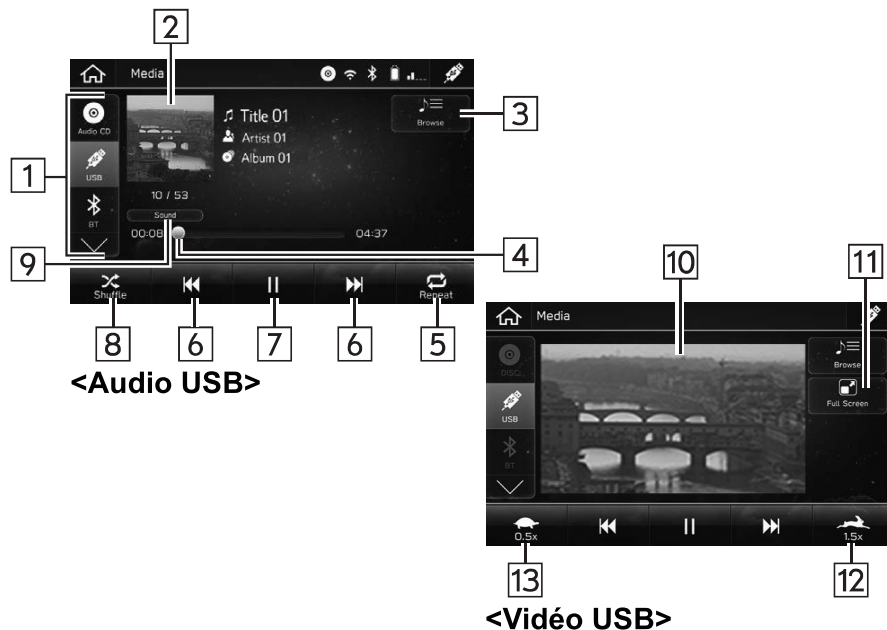 2
Media
Audio CD
USB
BT
Title 01
Artist 01
Album 01
Browse
10 / 53
Sound
00:08
04:37
Shuffle
Repeat
1
3
4
9
8
6
7
6
5
<Audio USB>
10
11
Media
DISC
USB
BT
Browse
Full Screen
0.5x
1.5x
13
12
<Vidéo USB>